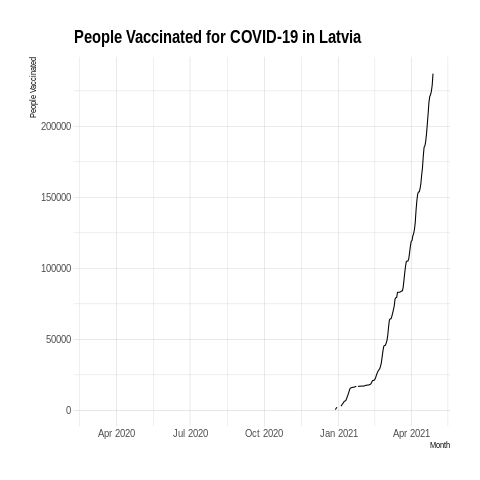 People Vaccinated for COVID-19 in Latvia
People Vaccinated
200000
150000
100000
50000
0
Apr 2020 Jul 2020 Oct 2020 Jan 2021 Apr 2021
Month